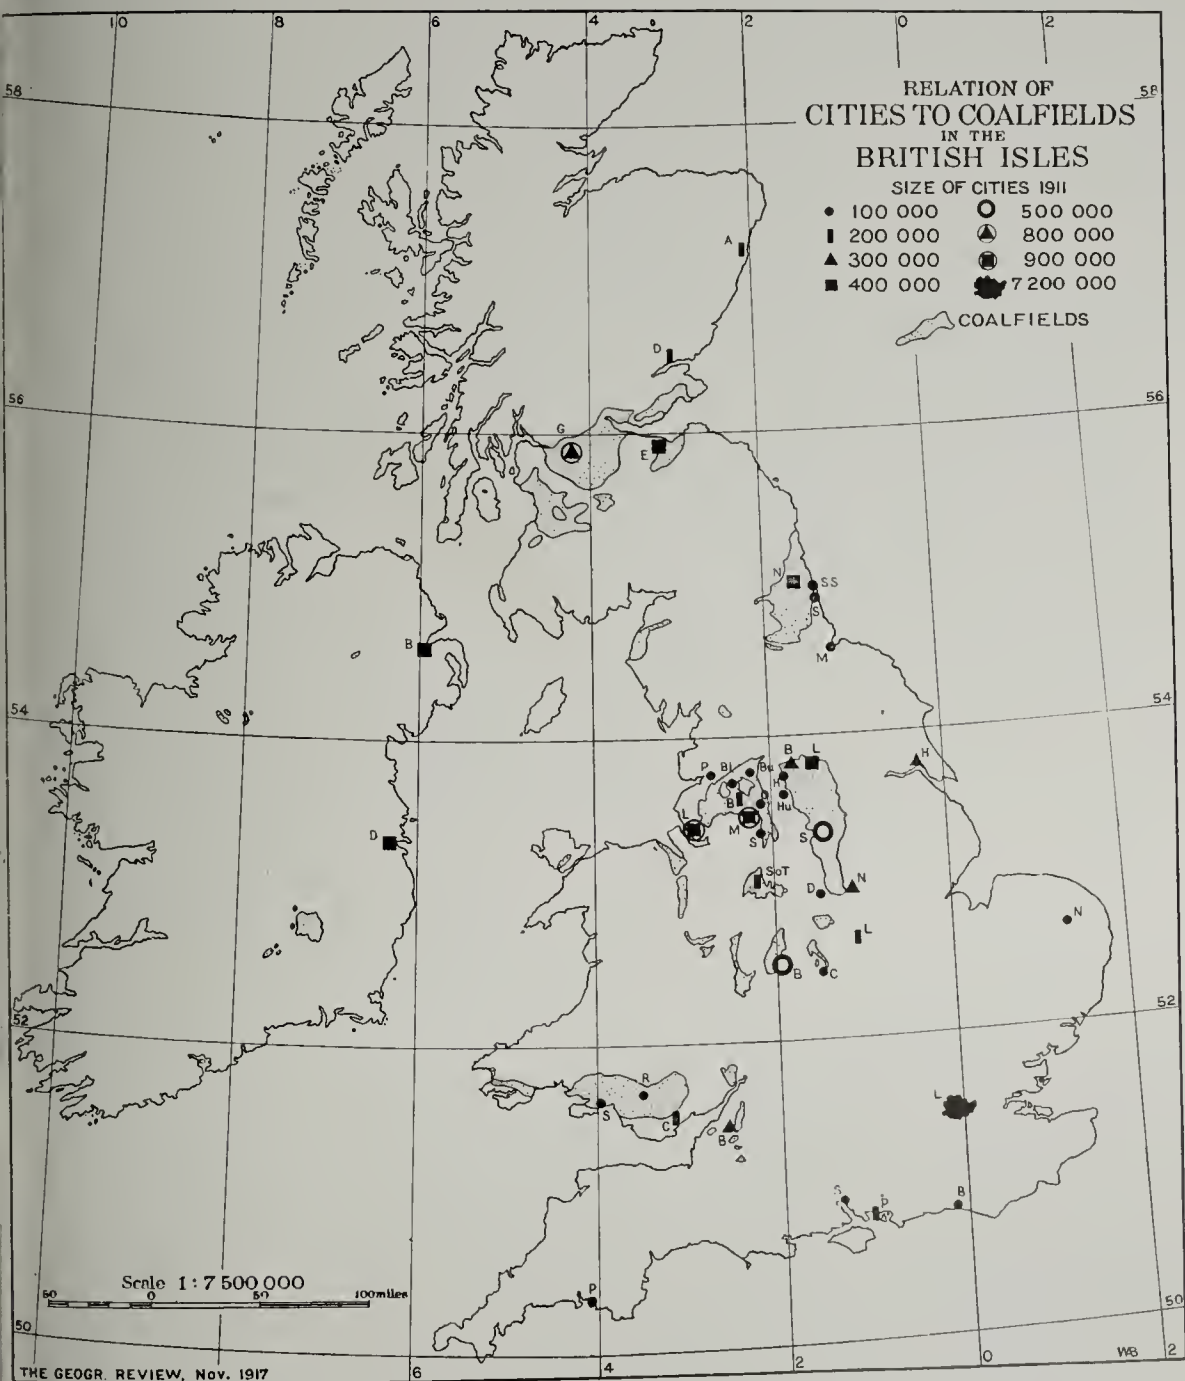 10 8 6 4 2 0 2
58 58
RELATION OF
CITIES TO COALFIELDS
IN THE
BRITISH ISLES
SIZE OF CITIES 1911
100 000 500 000
200 000 800 000
300 000 900 000
400 000 7 200 000
COALFIELDS
A
D
56 56
G
E
N SS
S
B
M
54 54
B L H
P Bl Bu H
B O Hu
L M S
D S
SoT
D N
N
L
B C
52 52
R
S C
B
L
S P B
Scale 1:7 500 000
50 0 50 100 miles
P
50 50
6 4 2 0 2
WB
THE GEOGR. REVIEW, NOV. 1917